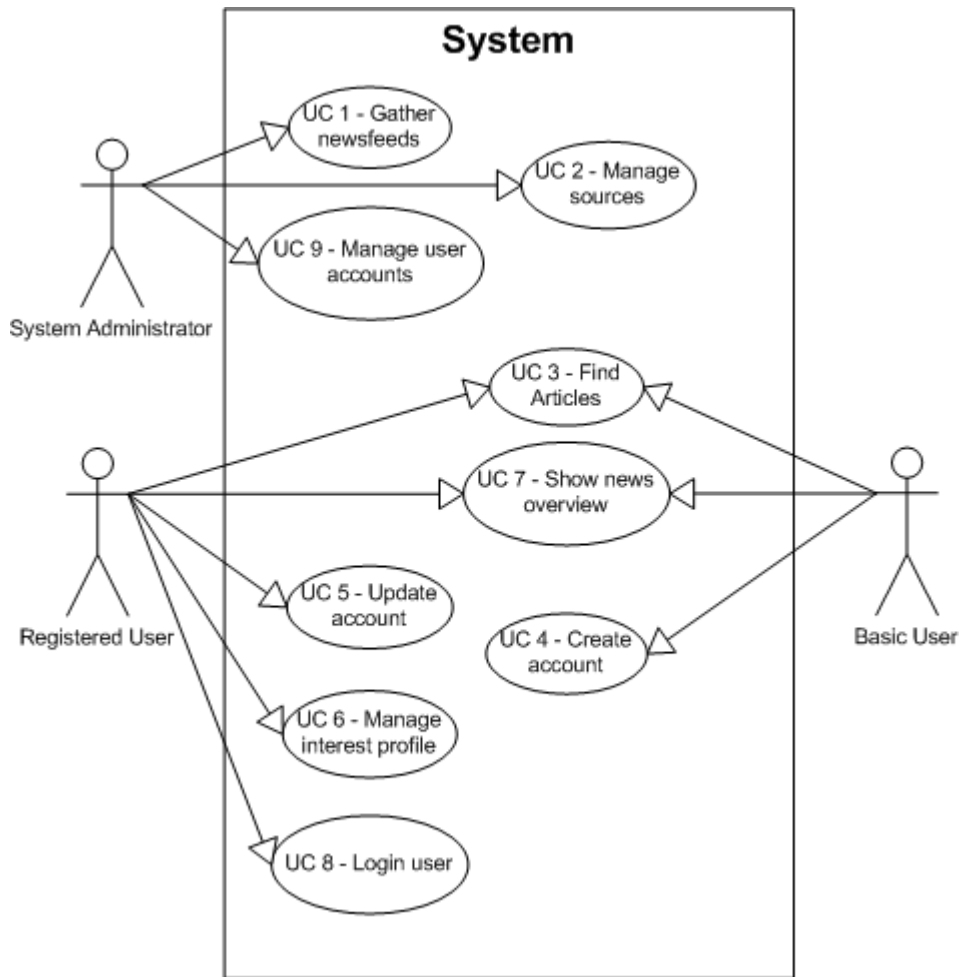 System
UC 1 - Gather
newsfeeds
UC 2 - Manage
sources
UC 9 - Manage user
accounts
System Administrator
UC 3 - Find
Articles
UC 7 - Show news
overview
UC 5 - Update
account
Registered User
UC 4 - Create
account
Basic User
UC 6 - Manage
interest profile
UC 8 - Login user